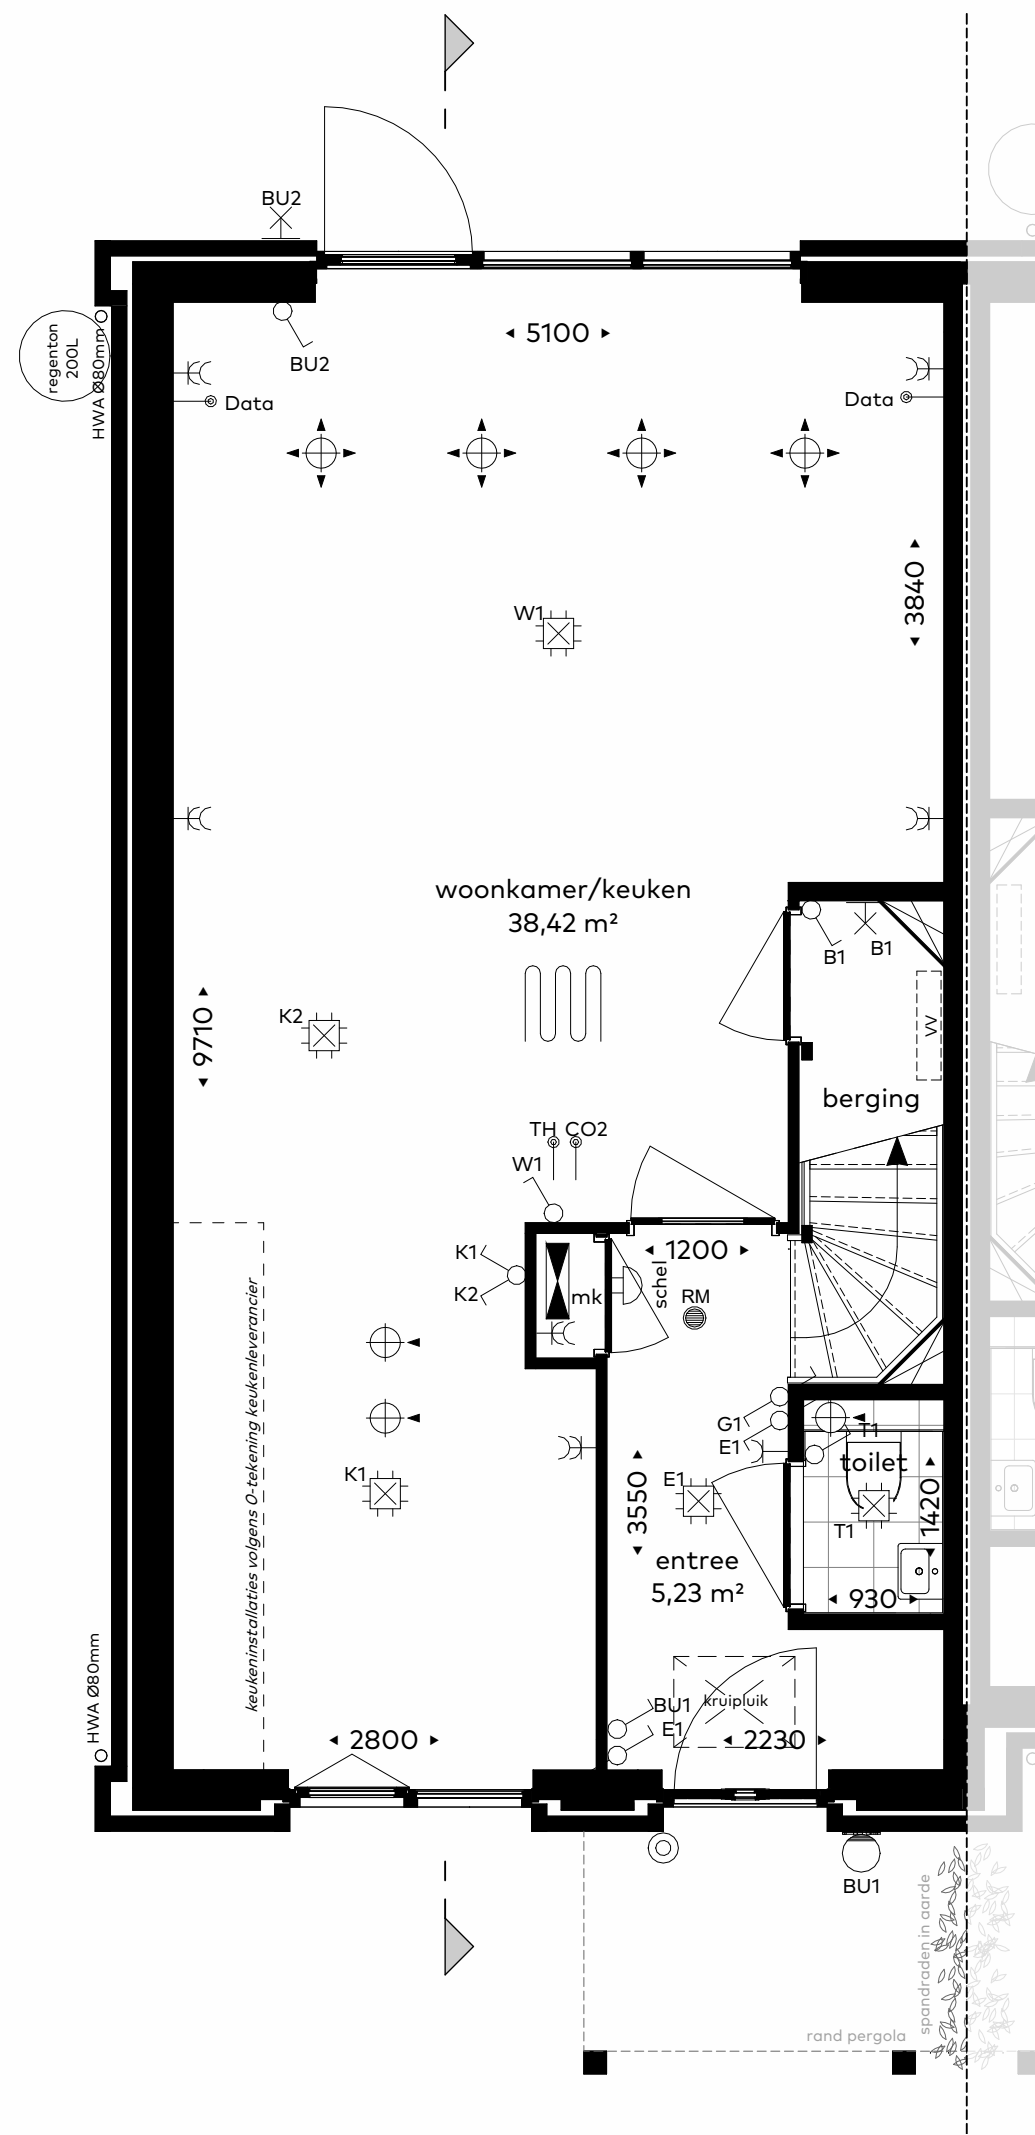 BU2
regenton
200L
HWA Ø80mm
BU2
5100
Data
Data
3840
W1
woonkamer/keuken
38,42 m²
B1
B1
VV
K2
9710
berging
TH CO2
W1
K1
K2
mk
1200
schel
RM
keukeninstallaties volgens 0-tekening keukenleverancier
G1
E1
T1
toilet
K1
3550
E1
T1
1420
entree
5,23 m²
930
HWA Ø80mm
BU1
E1
kruipluik
2800
2230
BU1
spandraden in aarde
rand pergola